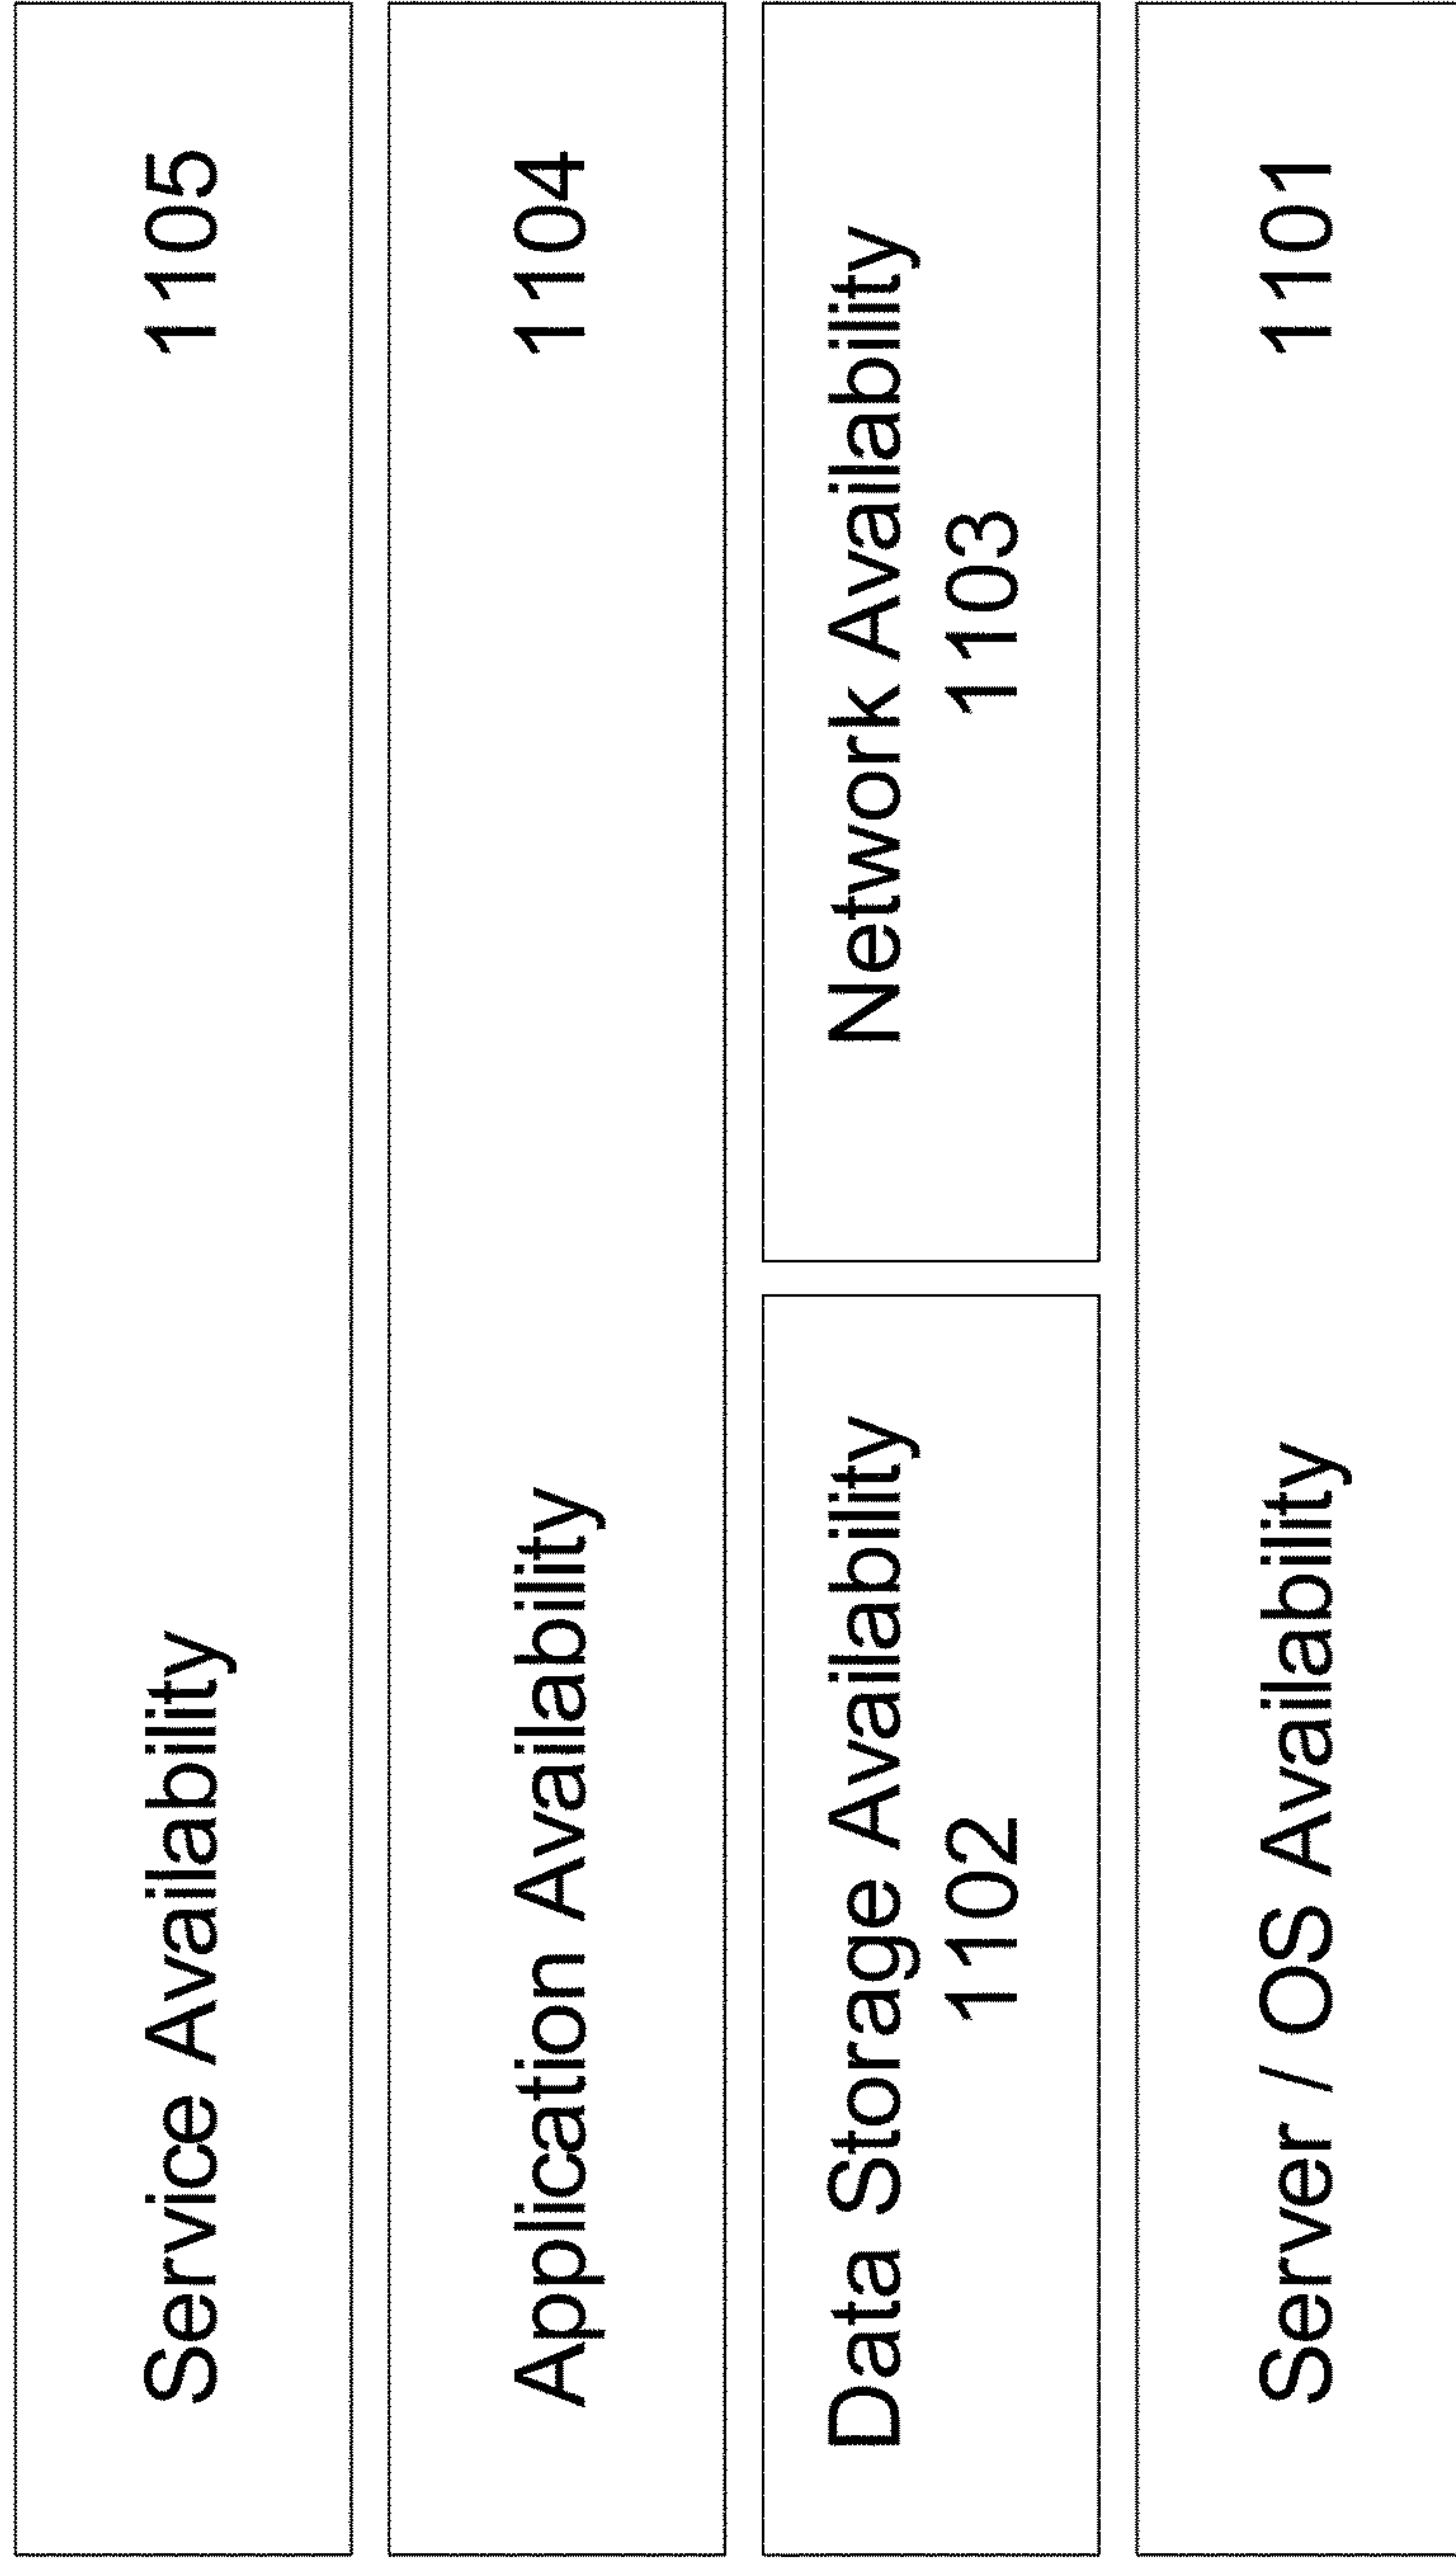 Service Availability 1105
Application Availability 1104
Data Storage Availability
1102
Network Availability
1103
Server / OS Availability 1101